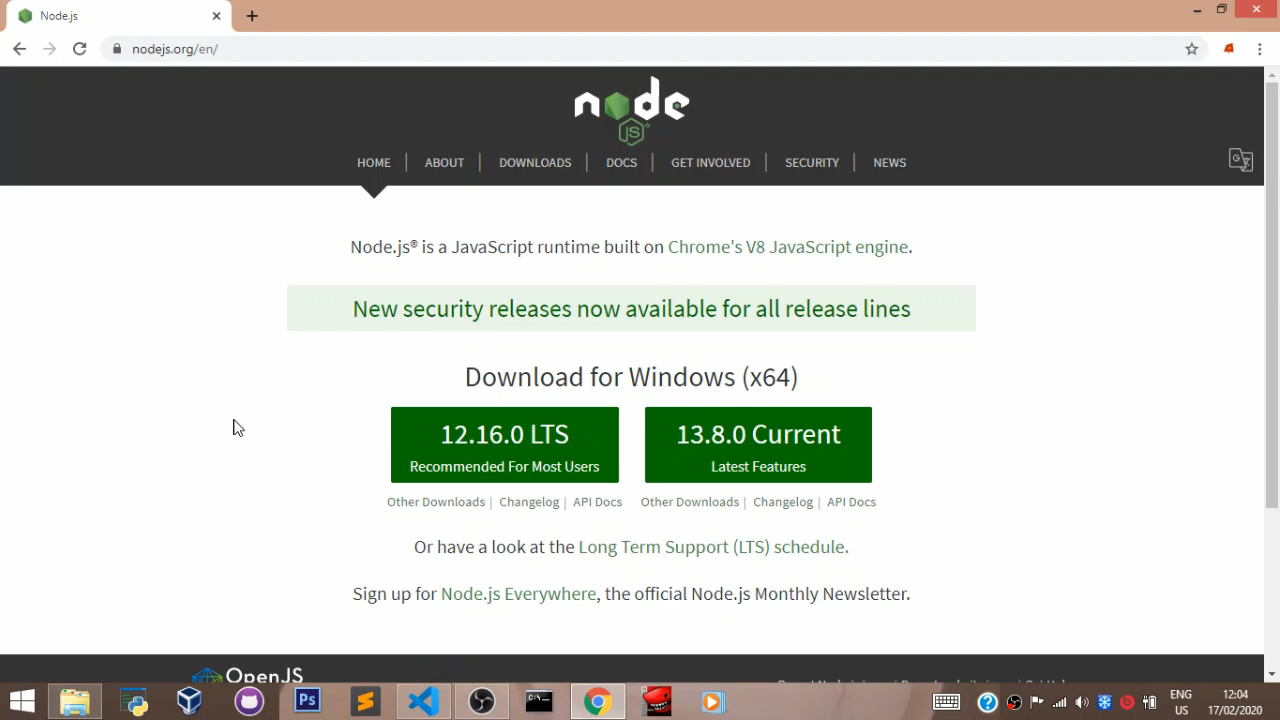 Node.js
nodejs.org/en/
node
JS
HOME
ABOUT
DOWNLOADS
DOCS
GET INVOLVED
SECURITY
NEWS
Node.js® is a JavaScript runtime built on Chrome's V8 JavaScript engine.
New security releases now available for all release lines
Download for Windows (x64)
12.16.0 LTS
Recommended For Most Users
13.8.0 Current
Latest Features
Other Downloads | Changelog | API Docs
Other Downloads | Changelog | API Docs
Or have a look at the Long Term Support (LTS) schedule.
Sign up for Node.js Everywhere, the official Node.js Monthly Newsletter.
OpenJS
Ps
ENG
US
12:04
17/02/2020